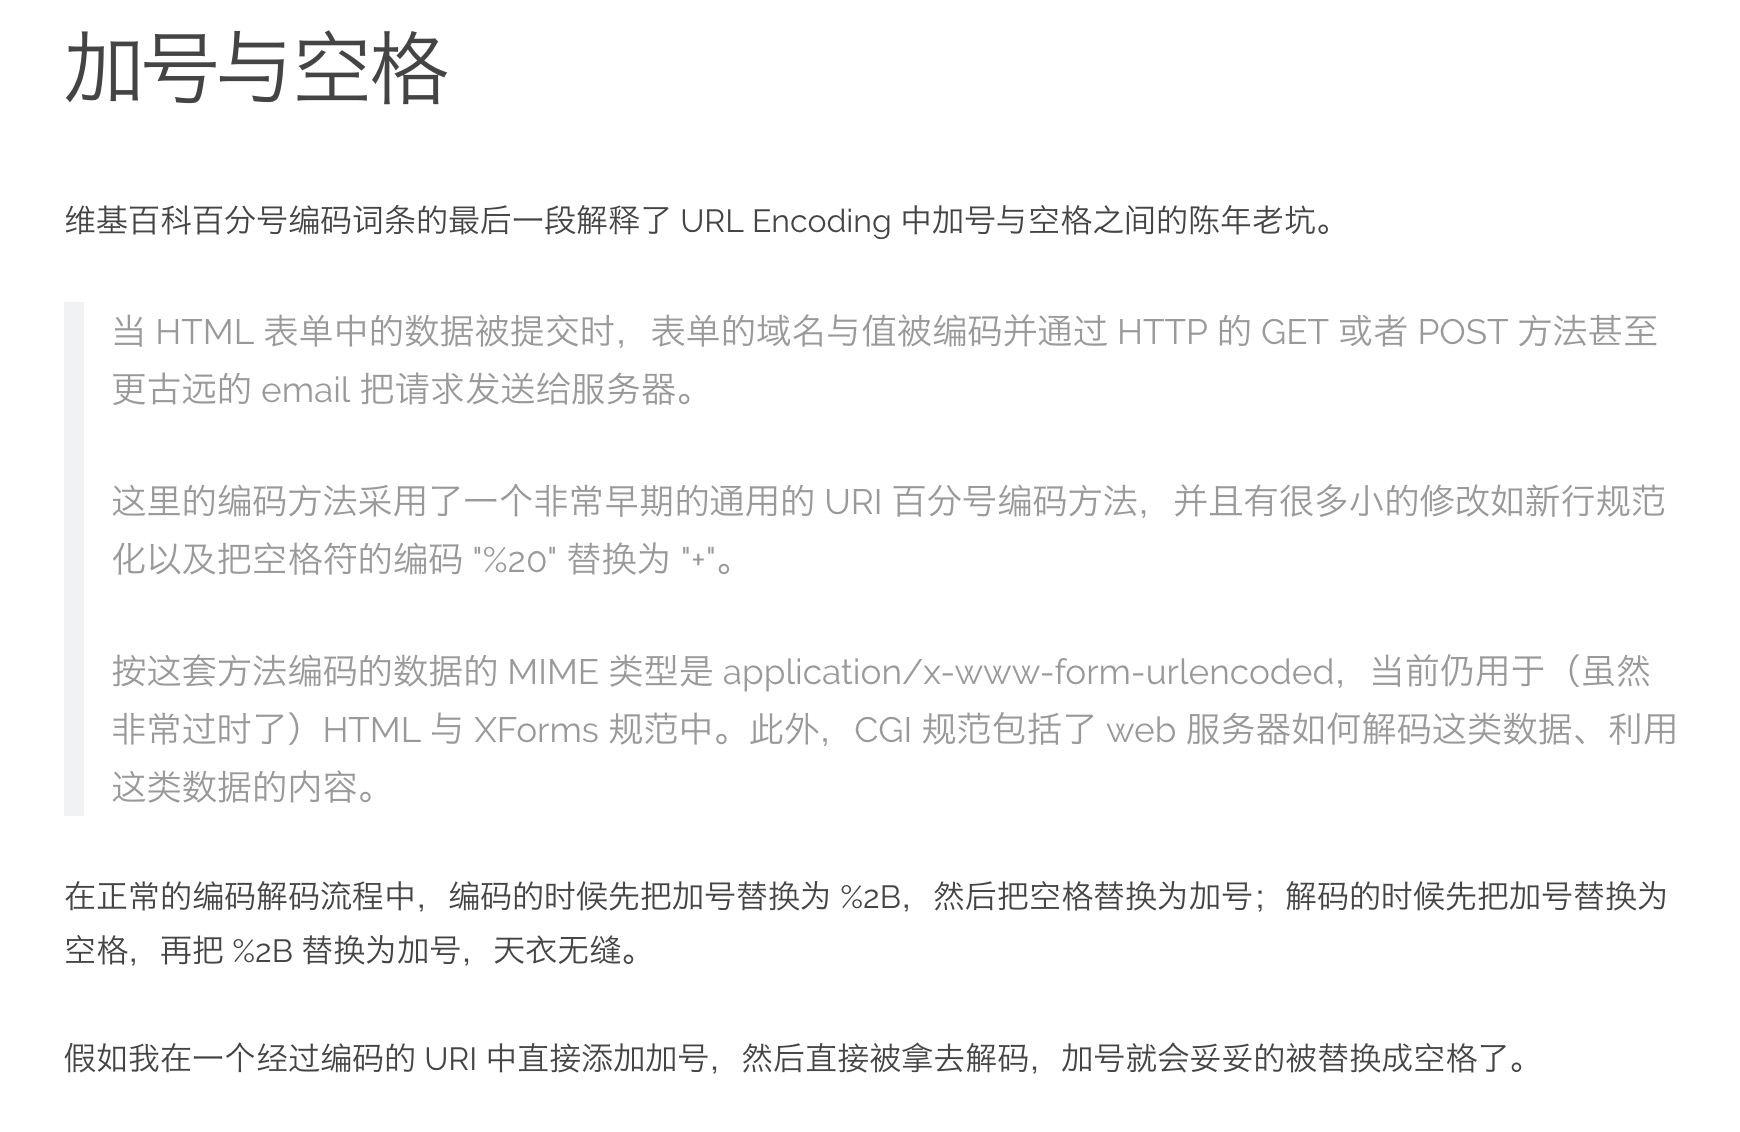 加号与空格
维基百科百分号编码词条的最后一段解释了 URL Encoding 中加号与空格之间的陈年老坑。
当 HTML 表单中的数据被提交时，表单的域名与值被编码并通过 HTTP 的 GET 或者 POST 方法甚至
更古远的 email 把请求发送给服务器。
这里的编码方法采用了一个非常早期的通用的 URI 百分号编码方法，并且有很多小的修改如新行规范
化以及把空格符的编码 "%20" 替换为 "+"。
按这套方法编码的数据的 MIME 类型是 application/x-www-form-urlencoded，当前仍用于（虽然
非常过时了）HTML 与 XForms 规范中。此外，CGI 规范包括了 web 服务器如何解码这类数据、利用
这类数据的内容。
在正常的编码解码流程中，编码的时候先把加号替换为 %2B，然后把空格替换为加号；解码的时候先把加号替换为
空格，再把 %2B 替换为加号，天衣无缝。
假如我在一个经过编码的 URI 中直接添加加号，然后直接被拿去解码，加号就会妥妥的被替换成空格了。